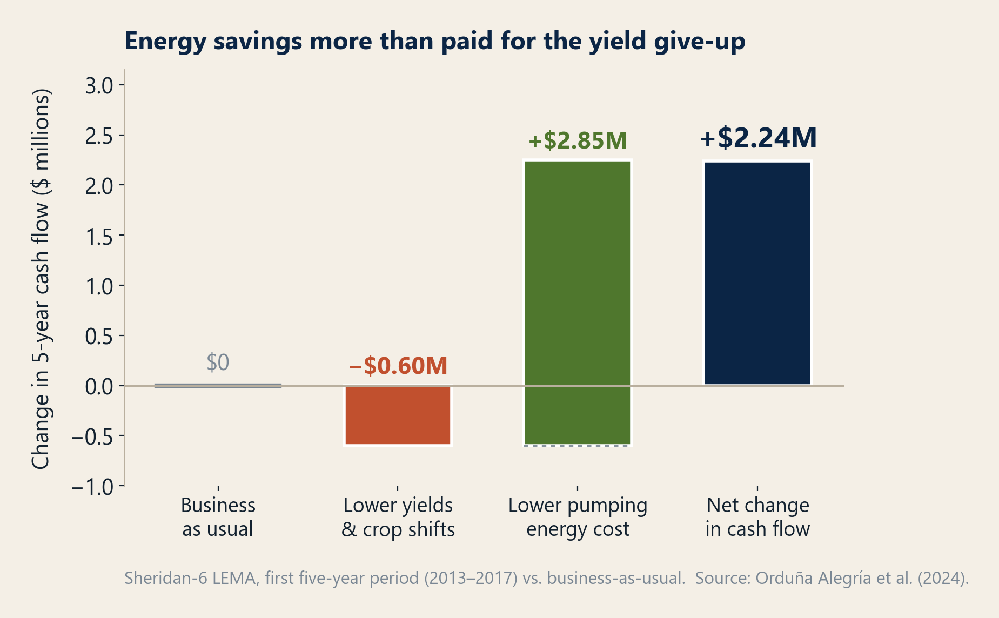 Energy savings more than paid for the yield give-up
Change in 5-year cash flow ($ millions)
3.0
2.5
2.0
1.5
1.0
0.5
0.0
−0.5
−1.0
$0
−$0.60M
+$2.85M
+$2.24M
Business
as usual
Lower yields
& crop shifts
Lower pumping
energy cost
Net change
in cash flow
Sheridan-6 LEMA, first five-year period (2013–2017) vs. business-as-usual.  Source: Orduña Alegría et al. (2024).